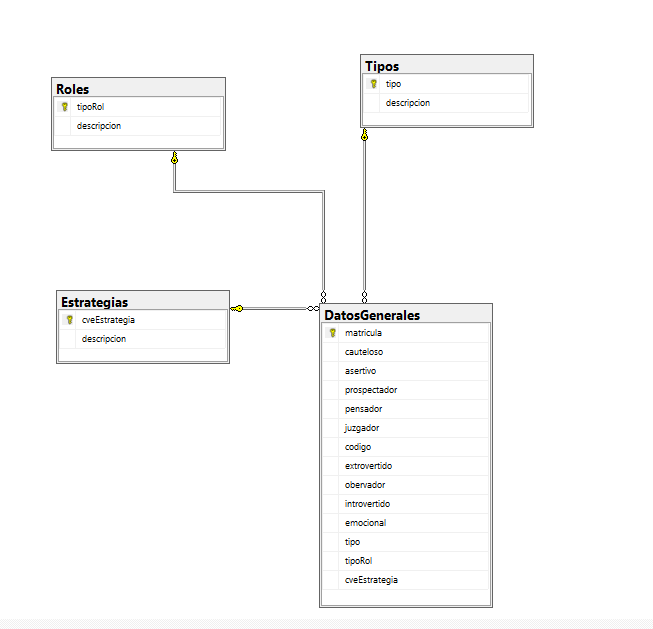 Roles
tipoRol
descripcion
Tipos
tipo
descripcion
Estrategias
cveEstrategia
descripcion
DatosGenerales
matricula
cauteloso
asertivo
prospectador
pensador
juzgador
codigo
extrovertido
obervador
introvertido
emocional
tipo
tipoRol
cveEstrategia